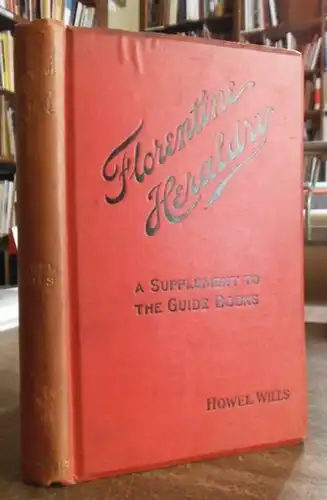 Florentine
Heraldry
A SUPPLEMENT TO
THE GUIDE BOOKS
HOWEL WILLS